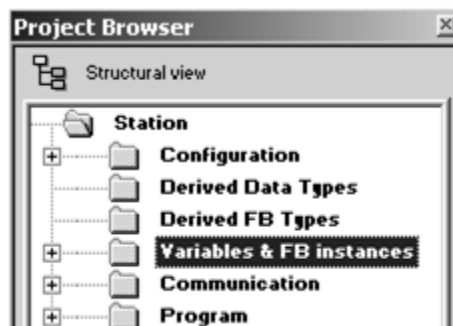 Project Browser
Structural view
Station
Configuration
Derived Data Types
Derived FB Types
Variables & FB instances
Communication
Program